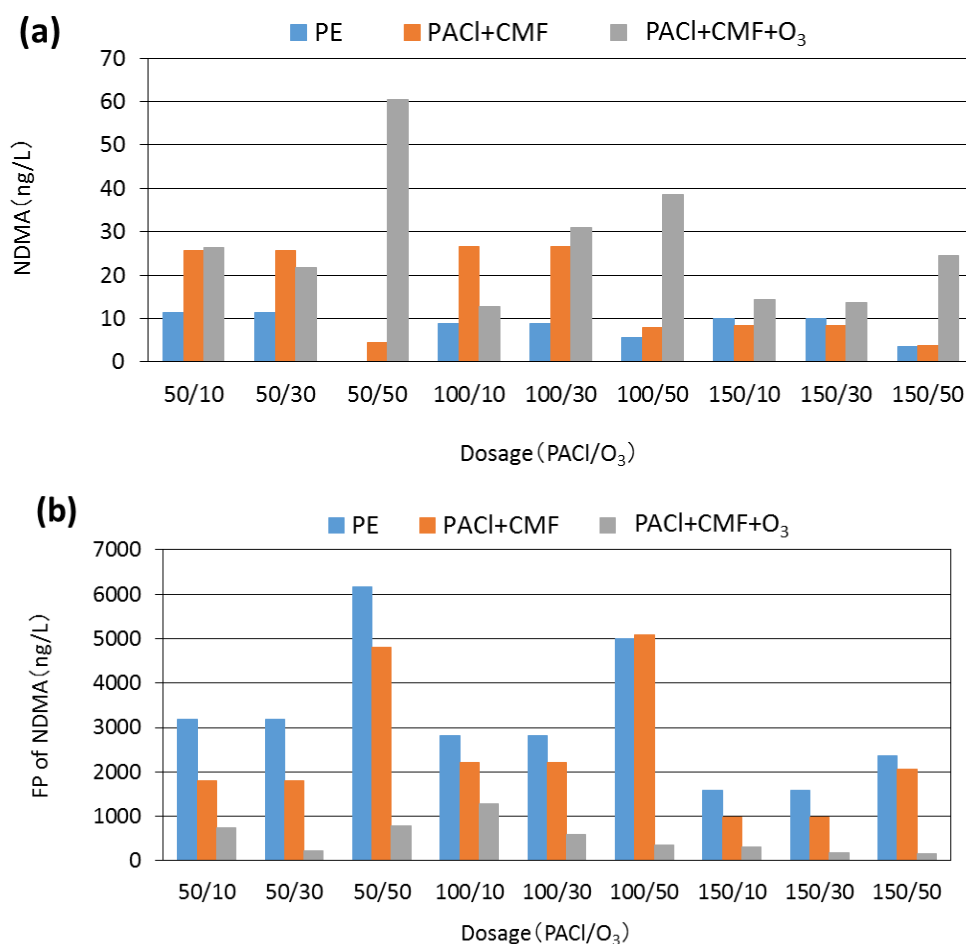 (a)
PE PACl+CMF PACl+CMF+O₃
70
60
50
40
30
20
10
0
NDMA(ng/L)
50/10 50/30 50/50 100/10 100/30 100/50 150/10 150/30 150/50
Dosage(PACl/O₃)
(b)
PE PACl+CMF PACl+CMF+O₃
7000
6000
5000
4000
3000
2000
1000
0
FP of NDMA(ng/L)
50/10 50/30 50/50 100/10 100/30 100/50 150/10 150/30 150/50
Dosage(PACl/O₃)